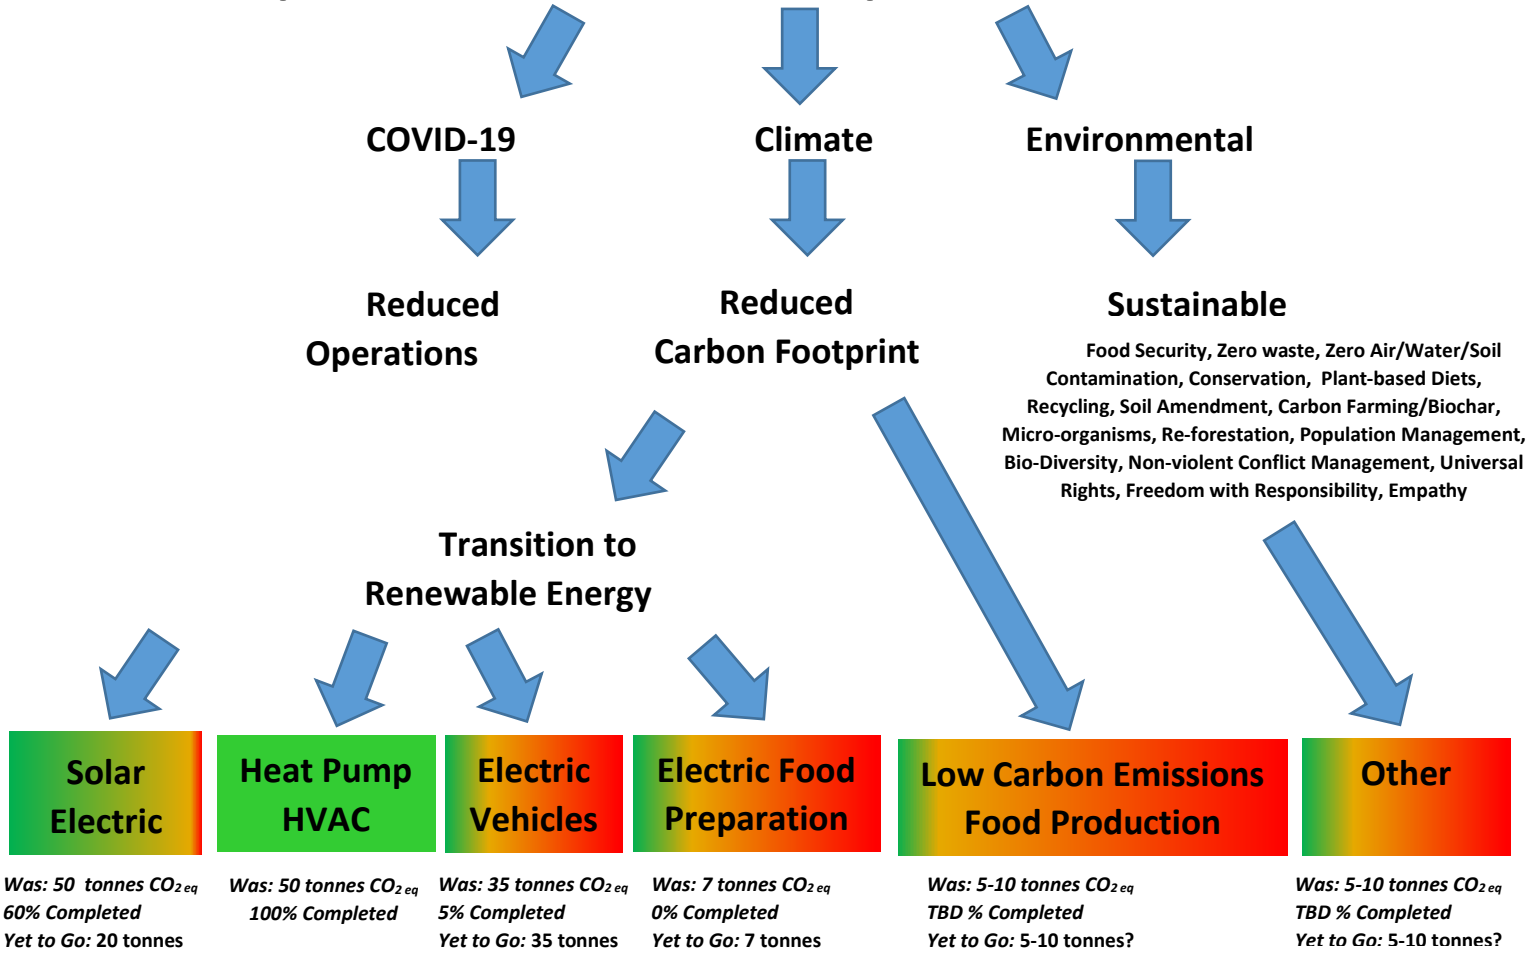 COVID-19
Climate
Environmental
Reduced
Operations
Reduced
Carbon Footprint
Sustainable
Food Security, Zero waste, Zero Air/Water/Soil
Contamination, Conservation, Plant-based Diets,
Recycling, Soil Amendment, Carbon Farming/Biochar,
Micro-organisms, Re-forestation, Population Management,
Bio-Diversity, Non-violent Conflict Management, Universal
Rights, Freedom with Responsibility, Empathy
Transition to
Renewable Energy
Solar
Electric
Was: 50 tonnes CO2 eq
60% Completed
Yet to Go: 20 tonnes
Heat Pump
HVAC
Was: 50 tonnes CO2 eq
100% Completed
Electric
Vehicles
Was: 35 tonnes CO2 eq
5% Completed
Yet to Go: 35 tonnes
Electric Food
Preparation
Was: 7 tonnes CO2 eq
0% Completed
Yet to Go: 7 tonnes
Low Carbon Emissions
Food Production
Was: 5-10 tonnes CO2 eq
TBD % Completed
Yet to Go: 5-10 tonnes?
Other
Was: 5-10 tonnes CO2 eq
TBD % Completed
Yet to Go: 5-10 tonnes?